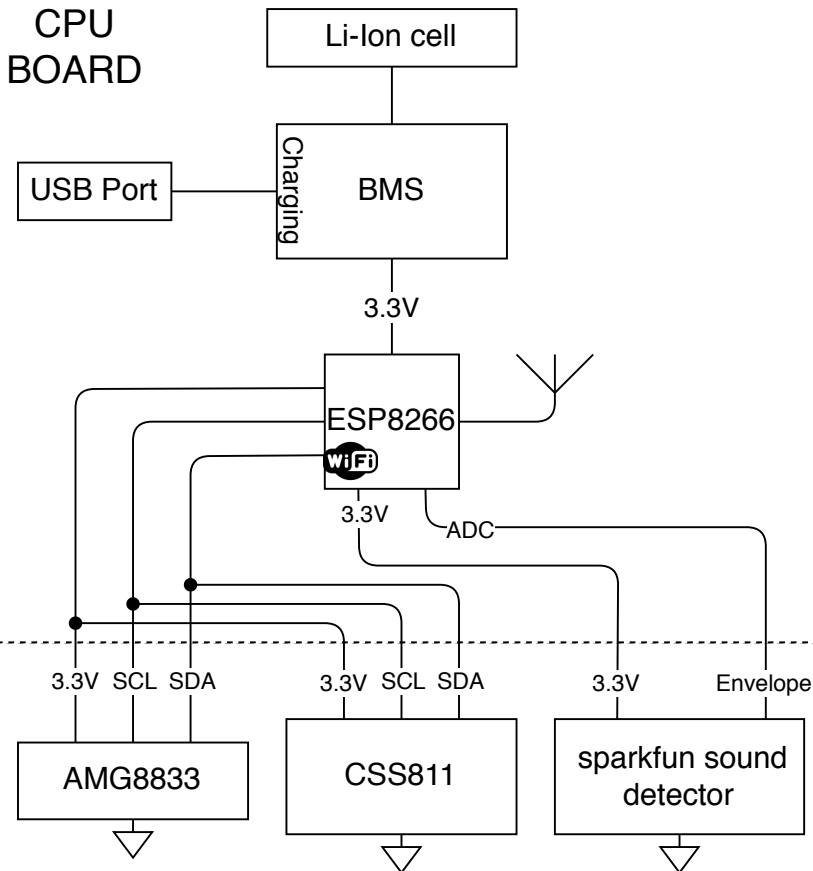 CPU
BOARD
Li-Ion cell
USB Port
Charging
BMS
3.3V
ESP8266
WiFi
3.3V
ADC
3.3V SCL SDA
3.3V SCL SDA
3.3V
Envelope
AMG8833
CSS811
sparkfun sound
detector